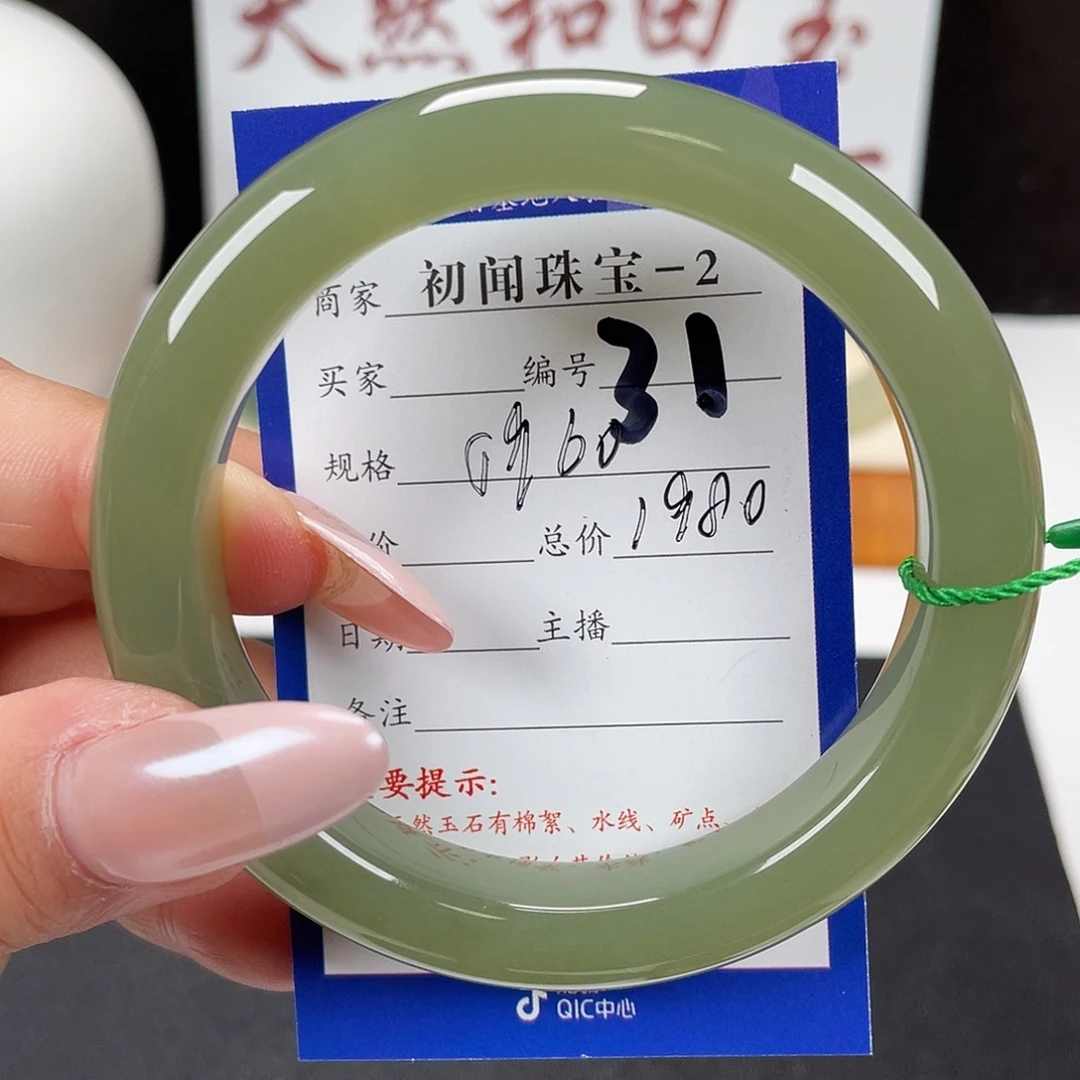 天然和田玉
商家 初闻珠宝-2
买家 编号 31
规格 60
价 总价 1980
日期 主播
备注
要提示:
天然玉石有棉絮、水线、矿点、
QIC中心